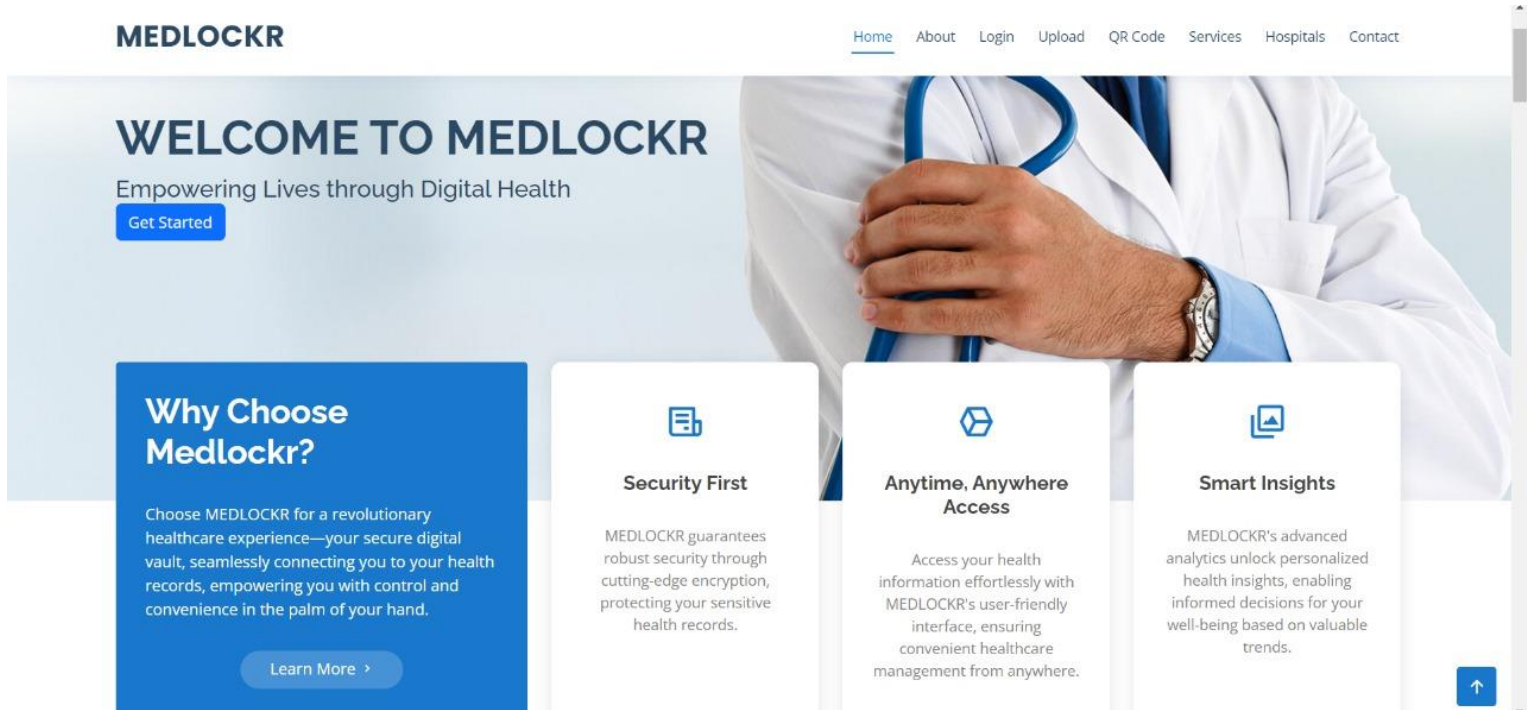 MEDLOCKR
Home About Login Upload QR Code Services Hospitals Contact
WELCOME TO MEDLOCKR
Empowering Lives through Digital Health
Get Started
Why Choose
Medlockr?
Choose MEDLOCKR for a revolutionary
healthcare experience—your secure digital
vault, seamlessly connecting you to your health
records, empowering you with control and
convenience in the palm of your hand.
Learn More
Security First
MEDLOCKR guarantees
robust security through
cutting-edge encryption,
protecting your sensitive
health records.
Anytime, Anywhere
Access
Access your health
information effortlessly with
MEDLOCKR's user-friendly
interface, ensuring
convenient healthcare
management from anywhere.
Smart Insights
MEDLOCKR's advanced
analytics unlock personalized
health insights, enabling
informed decisions for your
well-being based on valuable
trends.